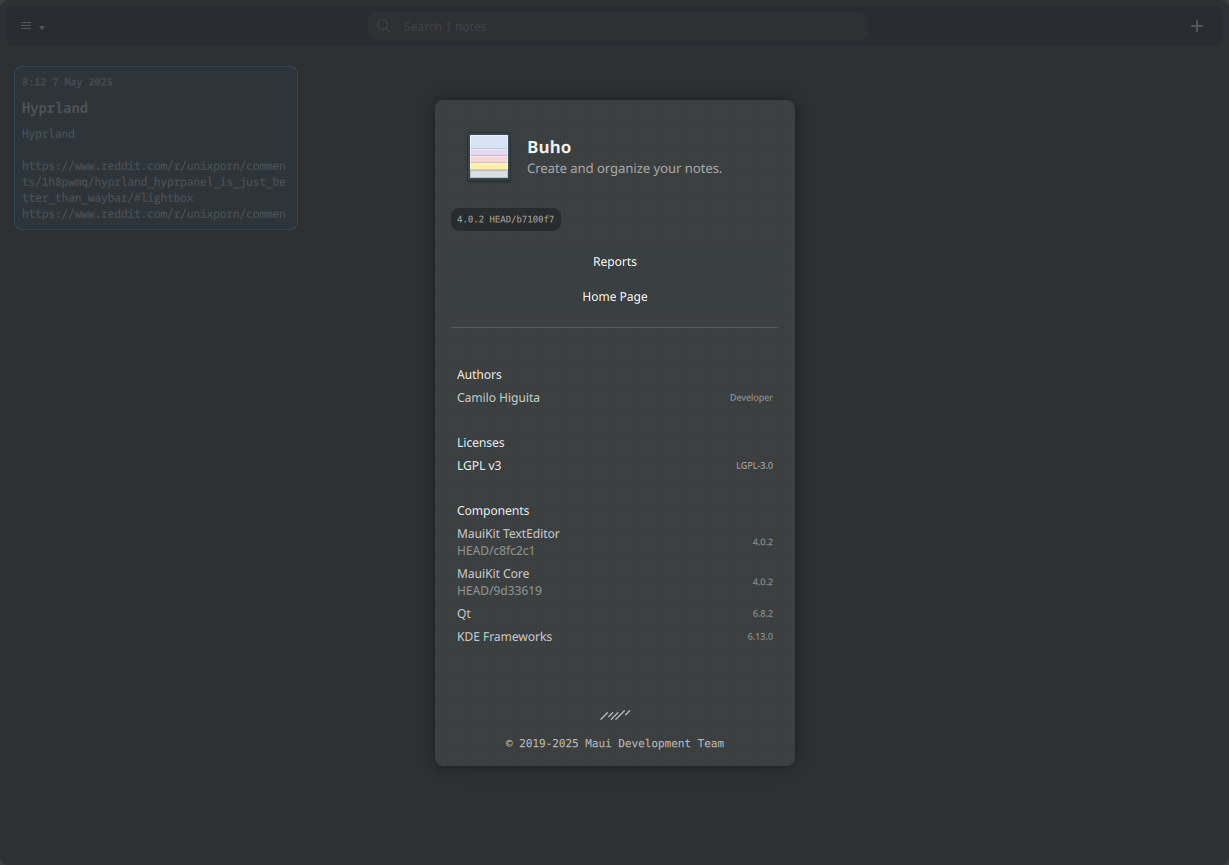 Search 1 notes
8:12 7 May 2025
Hyprland
Hyprland
https://www.reddit.com/r/unixporn/commen
ts/1h8pwmq/hyprland_hyprpanel_is_just_be
tter_than_waybar/#lightbox
https://www.reddit.com/r/unixporn/commen
Buho
Create and organize your notes.
4.0.2 HEAD/b7100f7
Reports
Home Page
Authors
Camilo Higuita Developer
Licenses
LGPL v3 LGPL-3.0
Components
MauiKit TextEditor
HEAD/c8fc2c1 4.0.2
MauiKit Core
HEAD/9d33619 4.0.2
Qt 6.8.2
KDE Frameworks 6.13.0
© 2019-2025 Maui Development Team